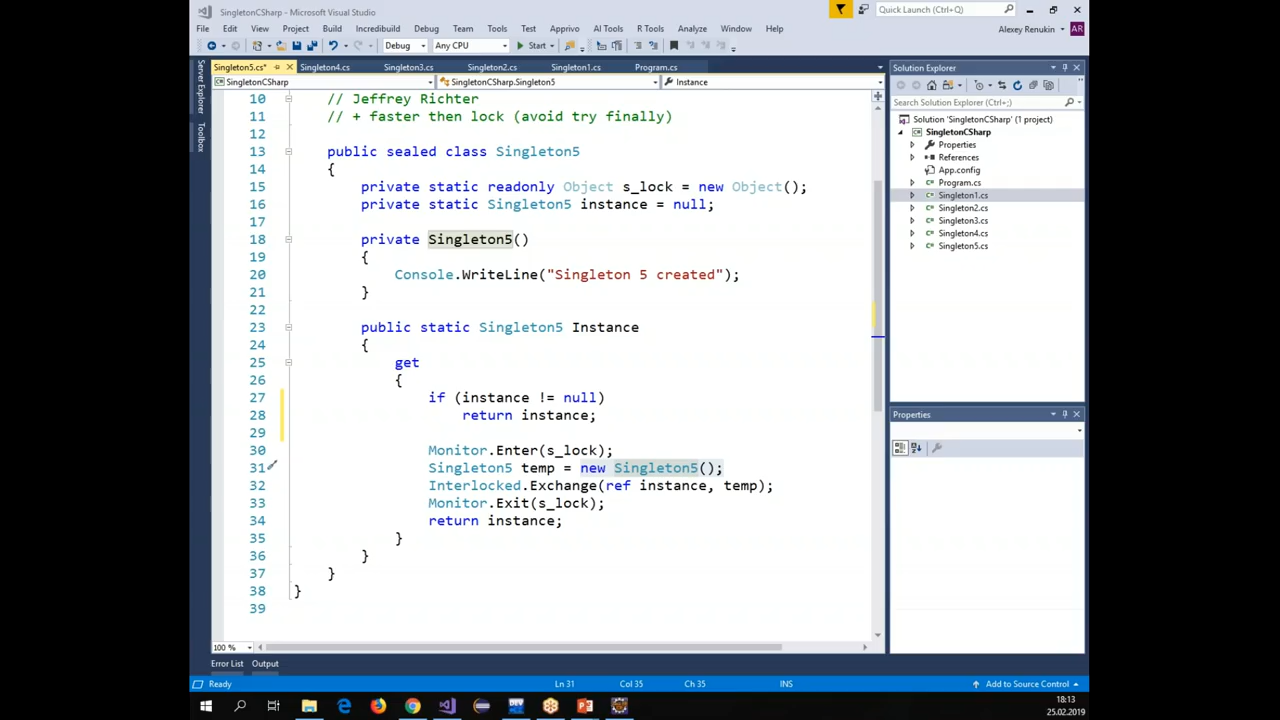 SingletonCSharp - Microsoft Visual Studio
Quick Launch (Ctrl+Q)
File Edit View Project Build Incredibuild Debug Team Tools Apprivo AI Tools R Tools Analyze Window Help
Alexey Renukin AR
Debug Any CPU Start
Singleton5.cs* Singleton4.cs Singleton3.cs Singleton2.cs Singleton1.cs Program.cs
SingletonCSharp SingletonCSharp.Singleton5 Instance
Server Explorer
Toolbox
10 // Jeffrey Richter
11 // + faster then lock (avoid try finally)
12
13 public sealed class Singleton5
14 {
15 private static readonly Object s_lock = new Object();
16 private static Singleton5 instance = null;
17
18 private Singleton5()
19 {
20 Console.WriteLine("Singleton 5 created");
21 }
22
23 public static Singleton5 Instance
24 {
25 get
26 {
27 if (instance != null)
28 return instance;
29
30 Monitor.Enter(s_lock);
31 Singleton5 temp = new Singleton5();
32 Interlocked.Exchange(ref instance, temp);
33 Monitor.Exit(s_lock);
34 return instance;
35 }
36 }
37 }
38 }
39
100 %
Solution Explorer
Search Solution Explorer (Ctrl+;)
Solution 'SingletonCSharp' (1 project)
SingletonCSharp
Properties
References
App.config
Program.cs
Singleton1.cs
Singleton2.cs
Singleton3.cs
Singleton4.cs
Singleton5.cs
Properties
Error List Output
Ready Ln 31 Col 35 Ch 35 INS Add to Source Control
18:13
25.02.2019